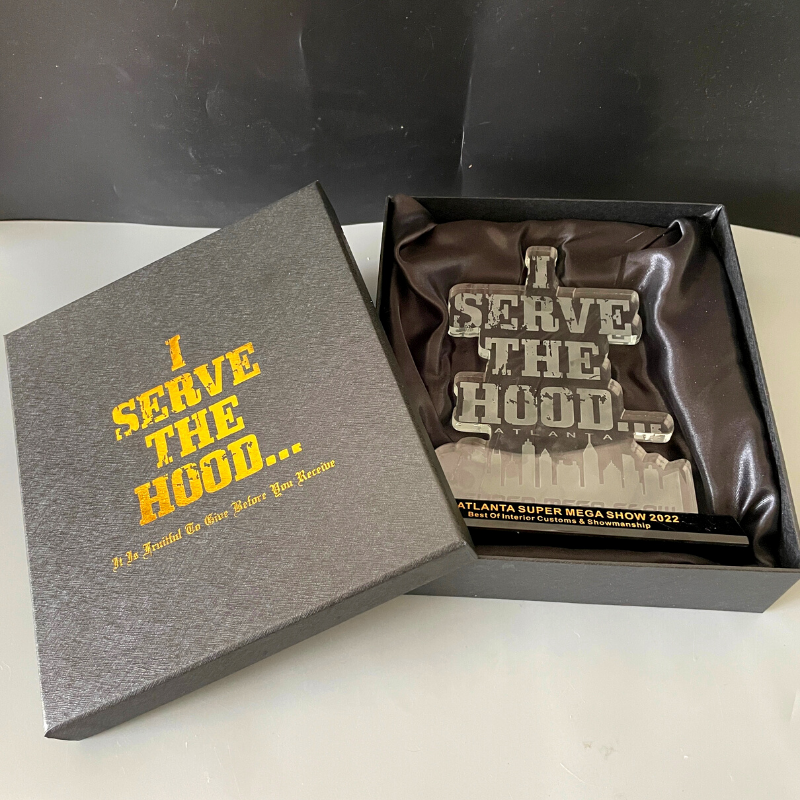 I
SERVE
THE
HOOD...
It Is Fruitful To Give Before You Receive
I
SERVE
THE
HOOD...
ATLANTA
ATLANTA SUPER MEGA SHOW 2022
Best Of Interior Customs & Showmanship